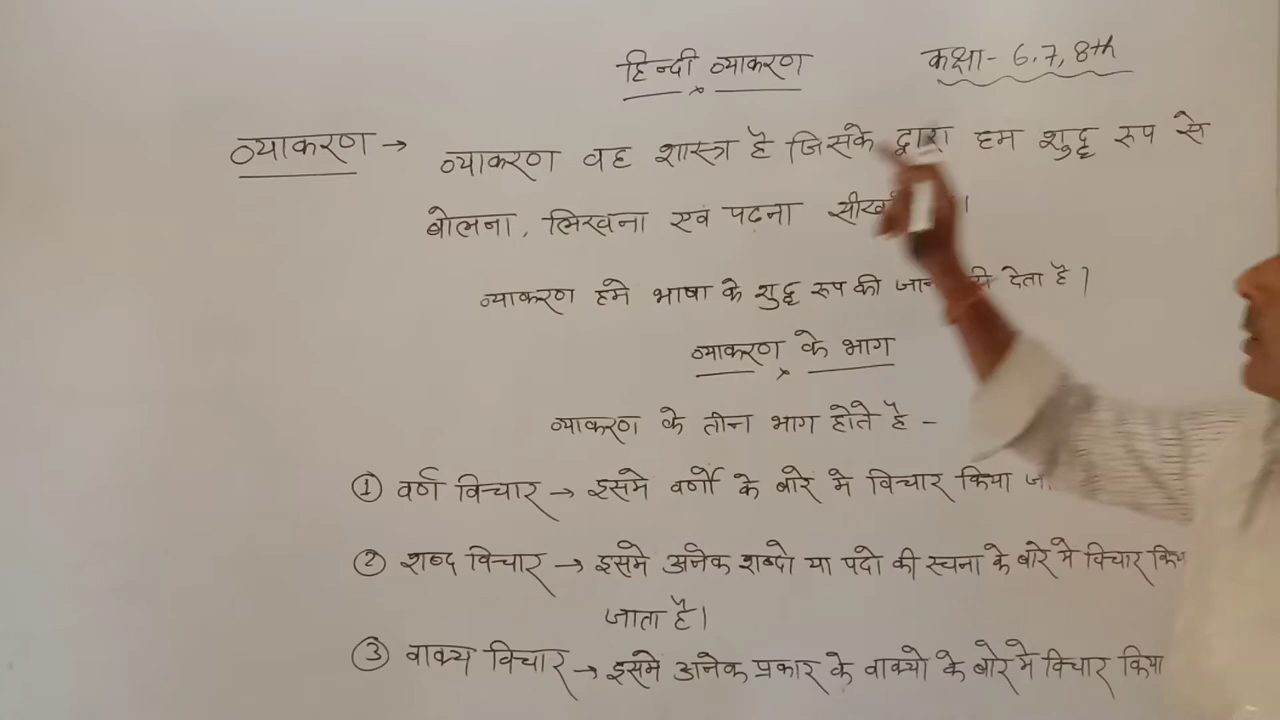 हिन्दी व्याकरण
कक्षा- 6,7,8th
व्याकरण → व्याकरण वह शास्त्र है जिसके द्वारा हम शुद्ध रूप से
बोलना, लिखना एवं पढना
व्याकरण हमे भाषा के शुद्ध रूप की देता है।
व्याकरण के भाग
व्याकरण के तीन भाग होते है -
① वर्ण विचार → इसमे वर्णो के बारे मे विचार किया
② शब्द विचार → इसमे अनेक शब्दो या पदो की रचना के बारे मे विचार
जाता है।
③ वाक्य विचार → इसमे अनेक प्रकार के वाक्यो के बारे मे विचार किया